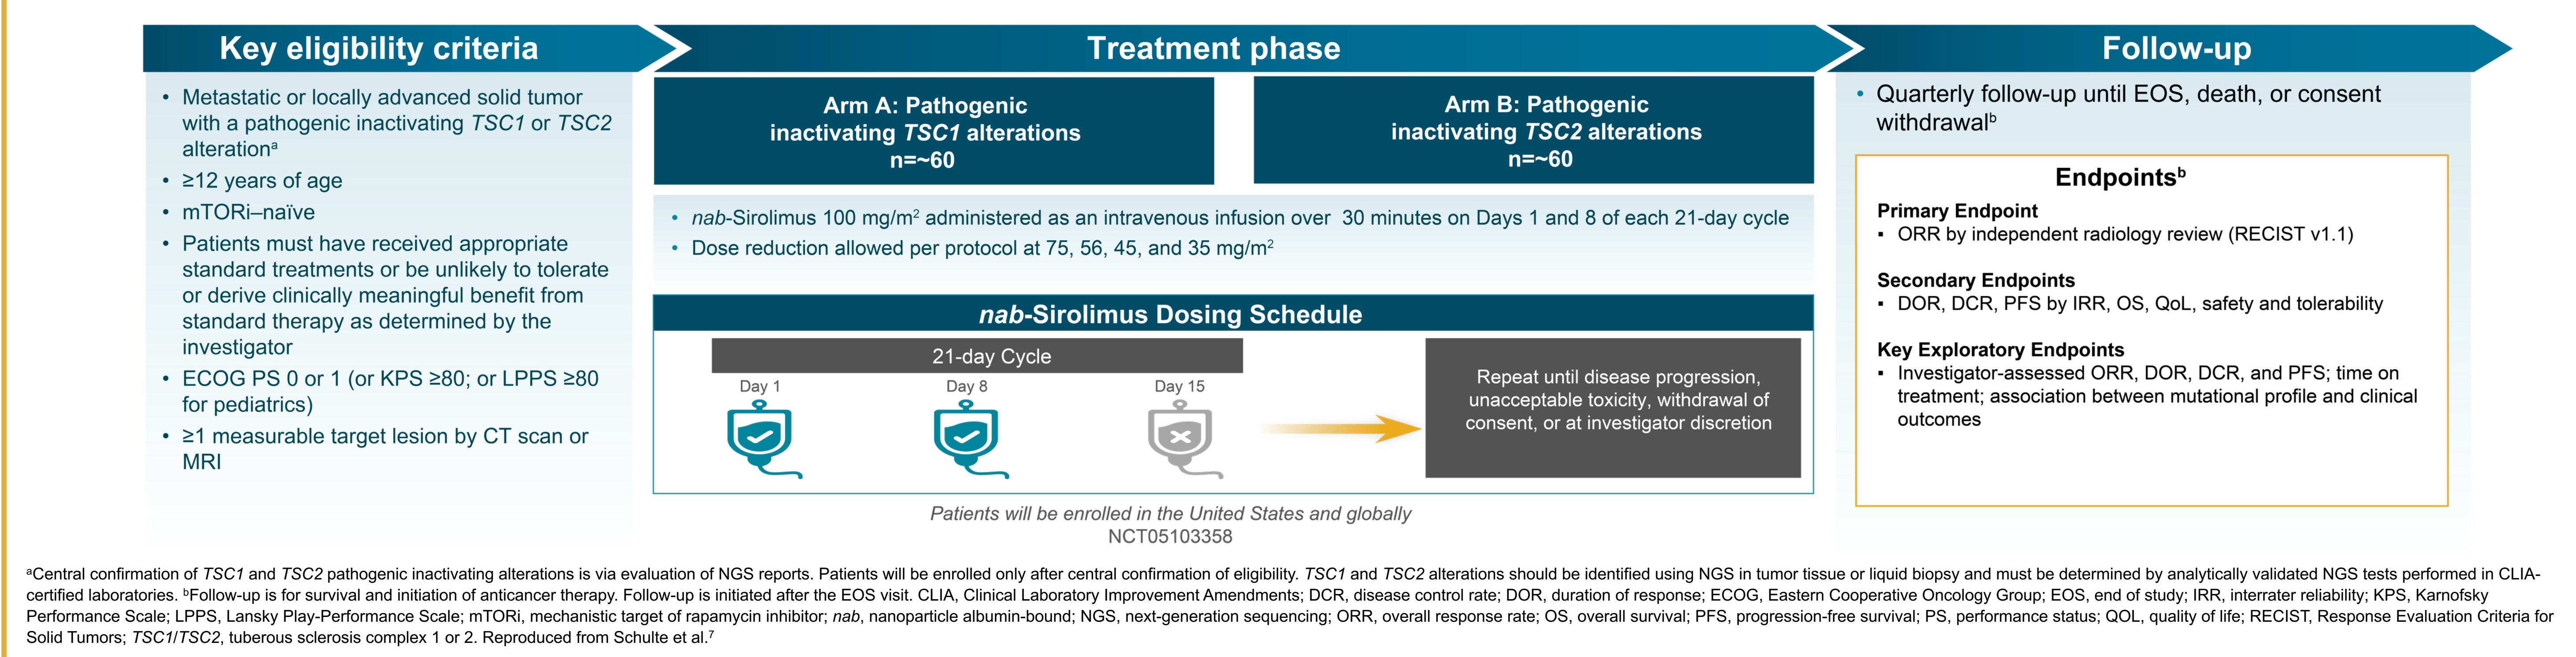 Key eligibility criteria
• Metastatic or locally advanced solid tumor
with a pathogenic inactivating TSC1 or TSC2
alterationᵃ
• ≥12 years of age
• mTORi–naïve
• Patients must have received appropriate
standard treatments or be unlikely to tolerate
or derive clinically meaningful benefit from
standard therapy as determined by the
investigator
• ECOG PS 0 or 1 (or KPS ≥80; or LPPS ≥80
for pediatrics)
• ≥1 measurable target lesion by CT scan or
MRI
Treatment phase
Arm A: Pathogenic
inactivating TSC1 alterations
n=~60
Arm B: Pathogenic
inactivating TSC2 alterations
n=~60
• nab-Sirolimus 100 mg/m² administered as an intravenous infusion over 30 minutes on Days 1 and 8 of each 21-day cycle
• Dose reduction allowed per protocol at 75, 56, 45, and 35 mg/m²
nab-Sirolimus Dosing Schedule
21-day Cycle
Day 1
Day 8
Day 15
Repeat until disease progression,
unacceptable toxicity, withdrawal of
consent, or at investigator discretion
Patients will be enrolled in the United States and globally
NCT05103358
Follow-up
• Quarterly follow-up until EOS, death, or consent
withdrawalᵇ
Endpointsᵇ
Primary Endpoint
▪ ORR by independent radiology review (RECIST v1.1)
Secondary Endpoints
▪ DOR, DCR, PFS by IRR, OS, QoL, safety and tolerability
Key Exploratory Endpoints
▪ Investigator-assessed ORR, DOR, DCR, and PFS; time on
treatment; association between mutational profile and clinical
outcomes
ᵃCentral confirmation of TSC1 and TSC2 pathogenic inactivating alterations is via evaluation of NGS reports. Patients will be enrolled only after central confirmation of eligibility. TSC1 and TSC2 alterations should be identified using NGS in tumor tissue or liquid biopsy and must be determined by analytically validated NGS tests performed in CLIA-
certified laboratories. ᵇFollow-up is for survival and initiation of anticancer therapy. Follow-up is initiated after the EOS visit. CLIA, Clinical Laboratory Improvement Amendments; DCR, disease control rate; DOR, duration of response; ECOG, Eastern Cooperative Oncology Group; EOS, end of study; IRR, interrater reliability; KPS, Karnofsky
Performance Scale; LPPS, Lansky Play-Performance Scale; mTORi, mechanistic target of rapamycin inhibitor; nab, nanoparticle albumin-bound; NGS, next-generation sequencing; ORR, overall response rate; OS, overall survival; PFS, progression-free survival; PS, performance status; QOL, quality of life; RECIST, Response Evaluation Criteria for
Solid Tumors; TSC1/TSC2, tuberous sclerosis complex 1 or 2. Reproduced from Schulte et al.⁷